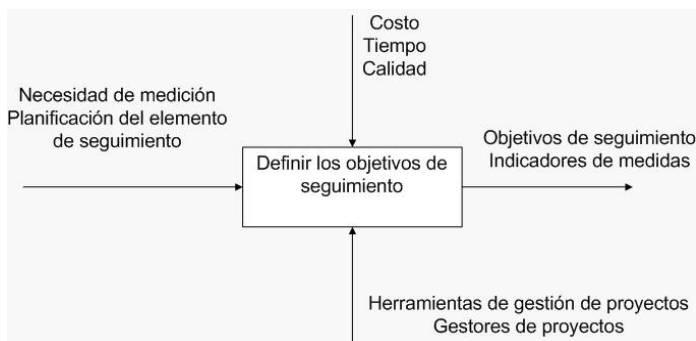 Costo
Tiempo
Calidad
Necesidad de medición
Planificación del elemento
de seguimiento
Definir los objetivos de
seguimiento
Objetivos de seguimiento
Indicadores de medidas
Herramientas de gestión de proyectos
Gestores de proyectos